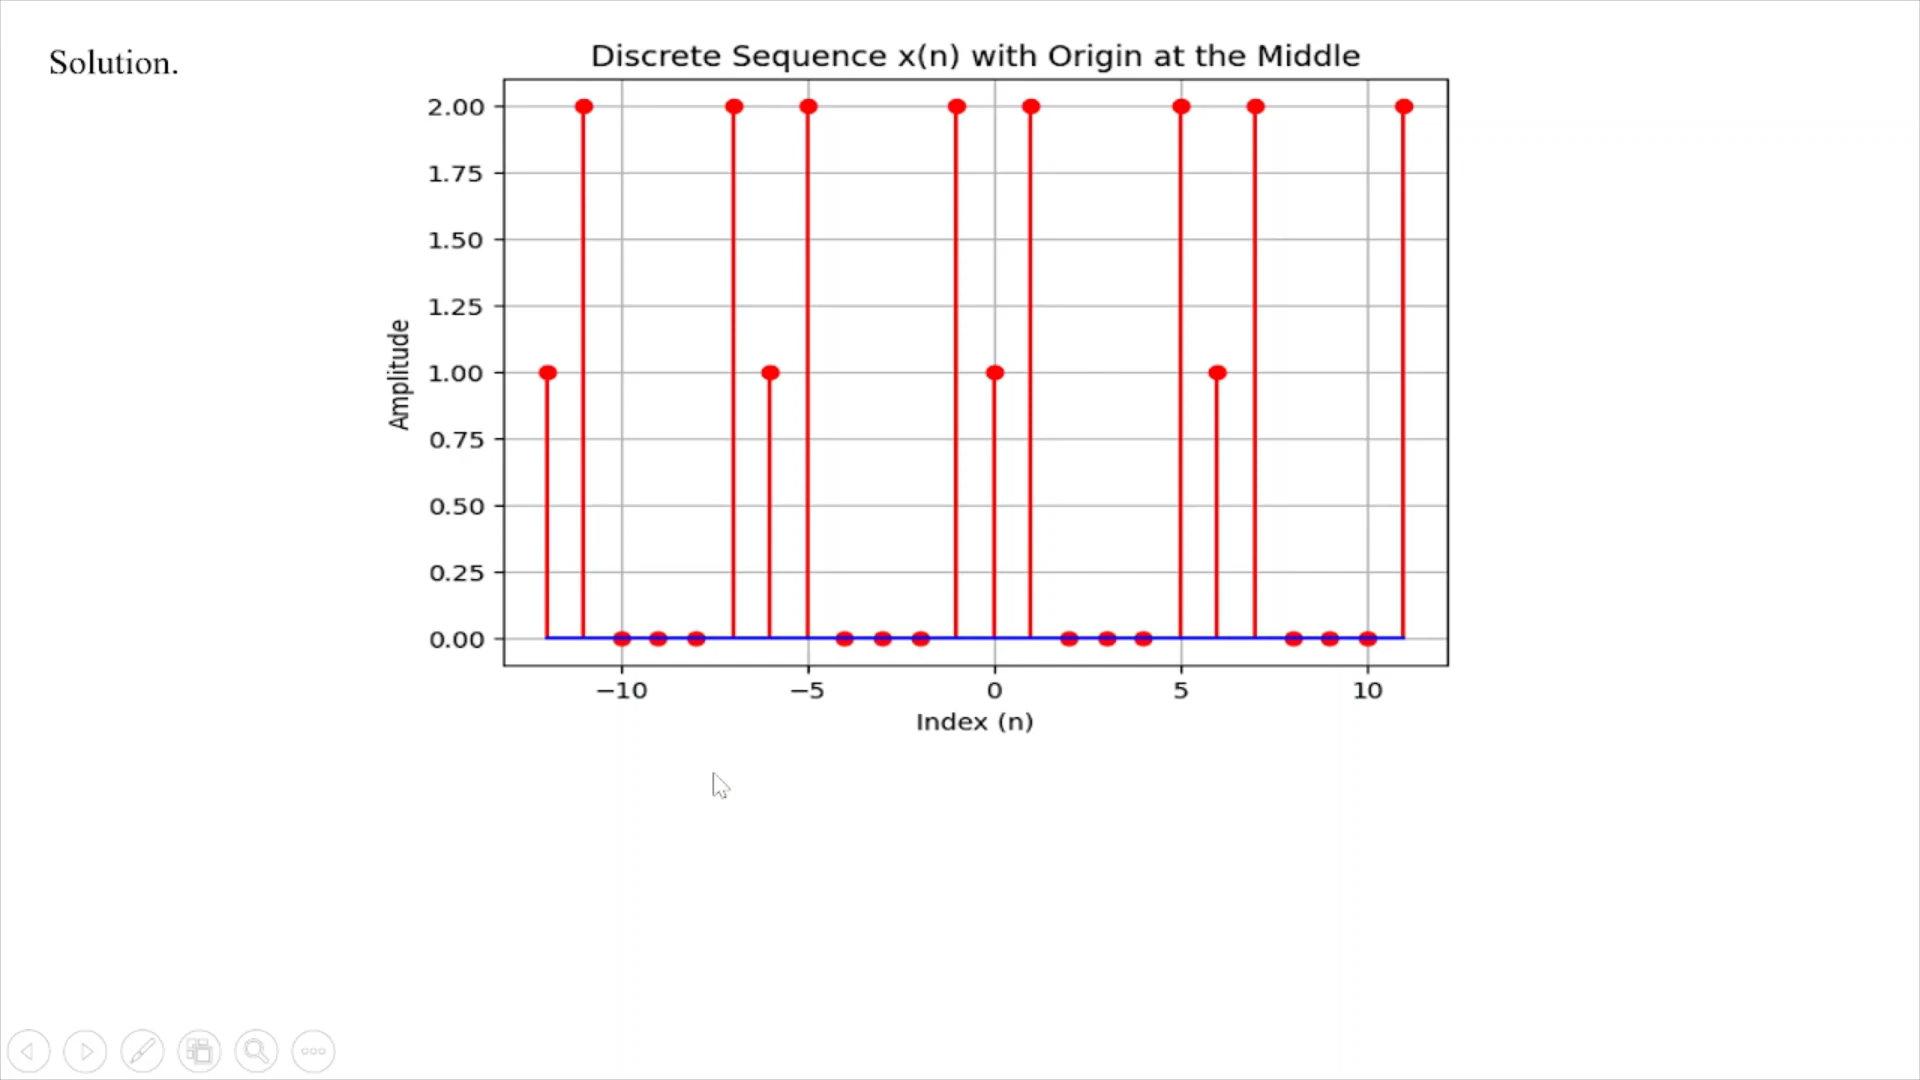 Solution.
Discrete Sequence x(n) with Origin at the Middle
2.00
1.75
1.50
1.25
1.00
0.75
0.50
0.25
0.00
Amplitude
−10 −5 0 5 10
Index (n)